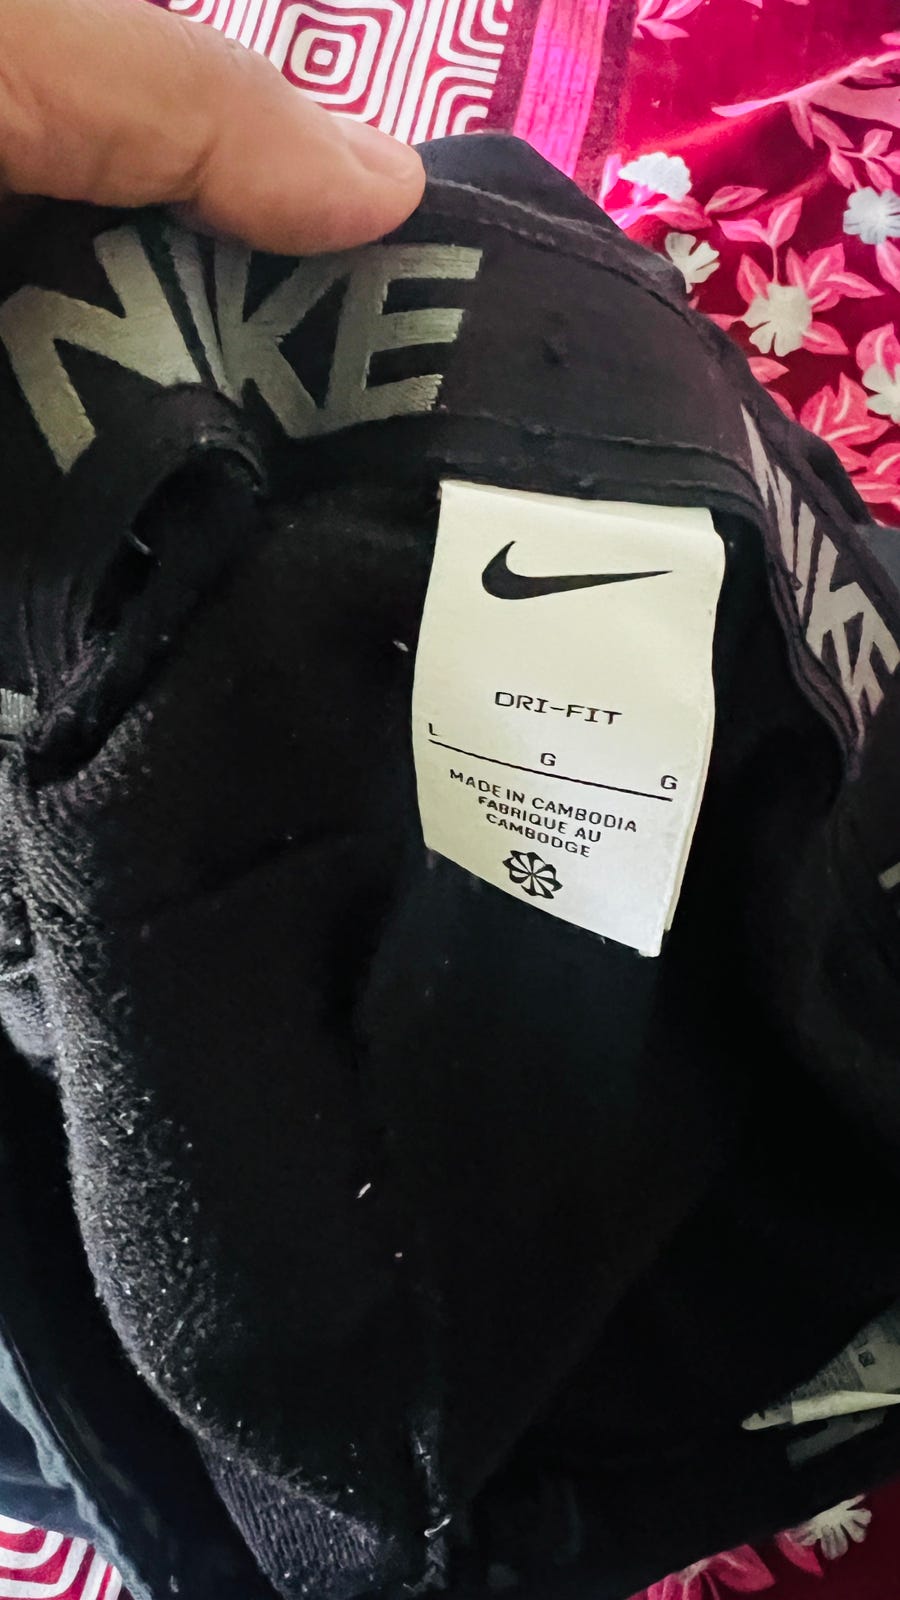 NIKE
NIKE
DRI-FIT
L G G
MADE IN CAMBODIA
FABRIQUE AU
CAMBODGE